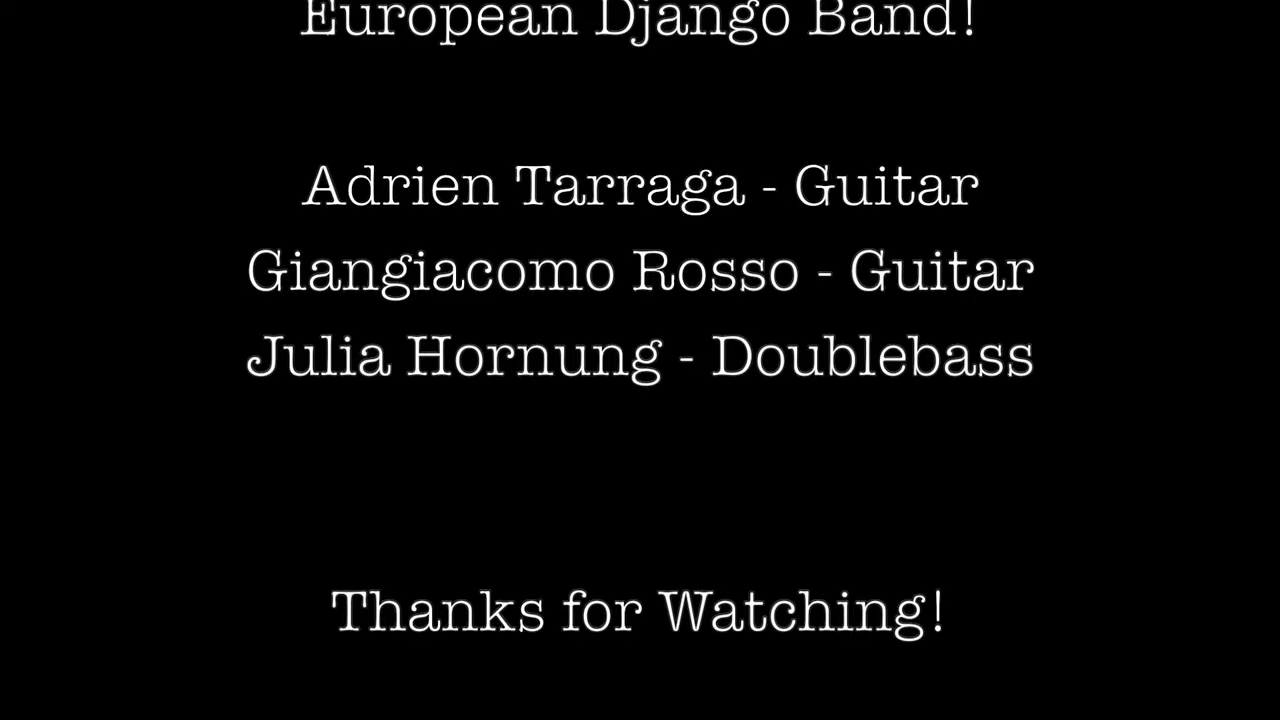 European Django Band!
Adrien Tarraga - Guitar
Giangiacomo Rosso - Guitar
Julia Hornung - Doublebass
Thanks for Watching!